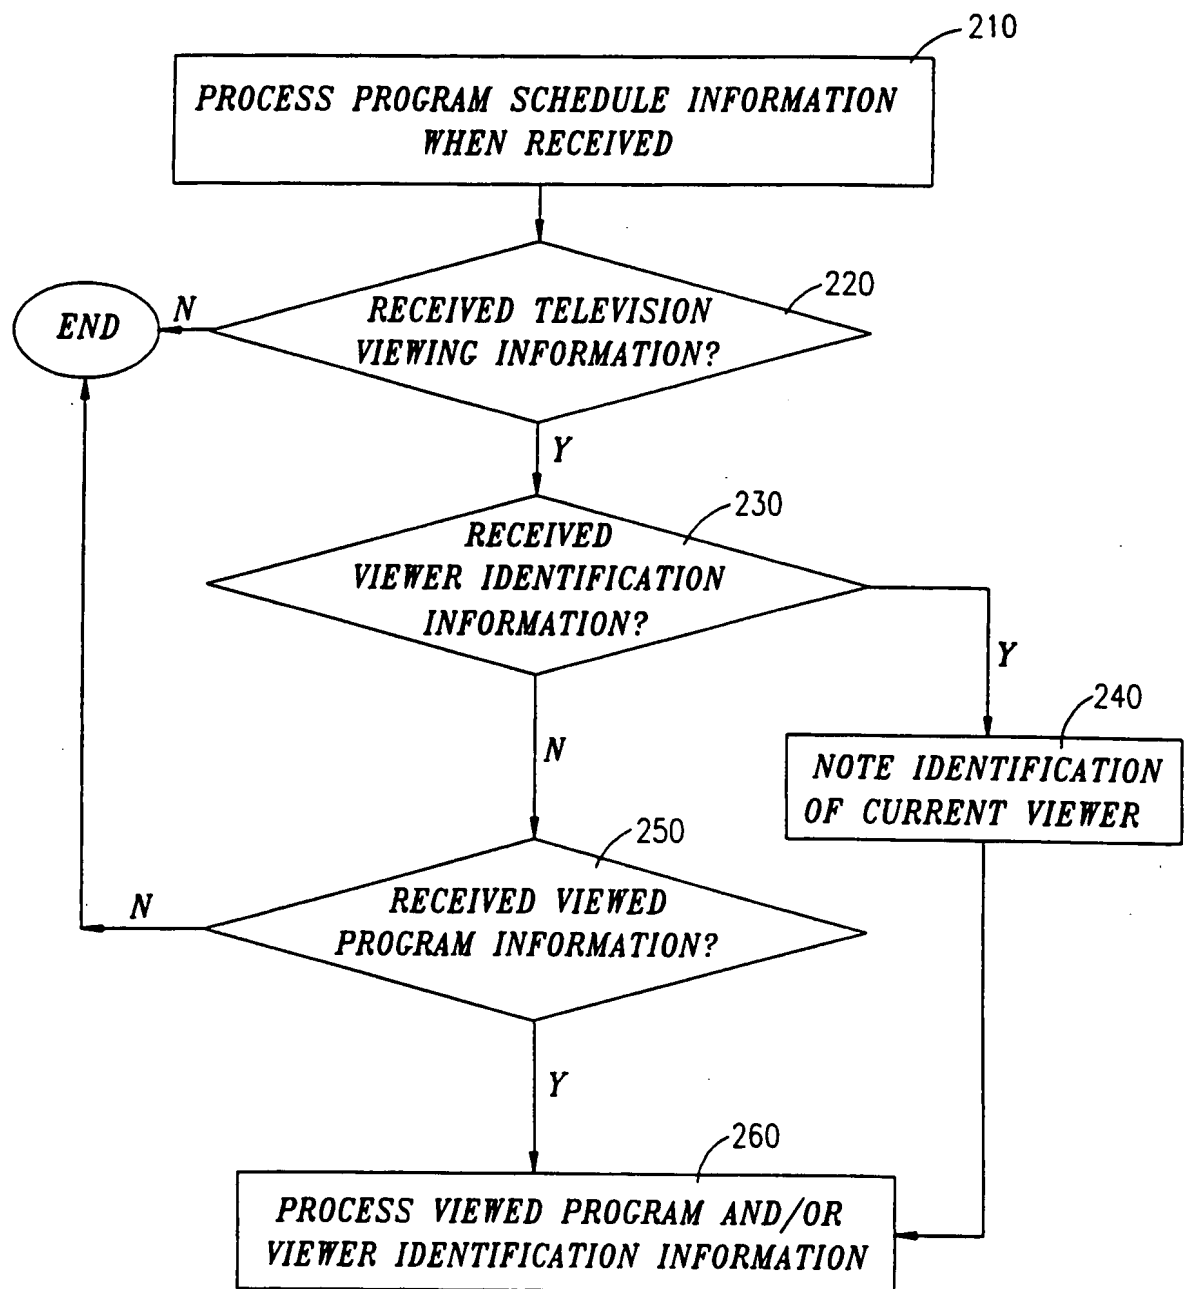 210
PROCESS PROGRAM SCHEDULE INFORMATION
WHEN RECEIVED
220
RECEIVED TELEVISION
VIEWING INFORMATION?
N
END
Y
230
RECEIVED
VIEWER IDENTIFICATION
INFORMATION?
Y
240
NOTE IDENTIFICATION
OF CURRENT VIEWER
N
250
RECEIVED VIEWED
PROGRAM INFORMATION?
N
Y
260
PROCESS VIEWED PROGRAM AND/OR
VIEWER IDENTIFICATION INFORMATION